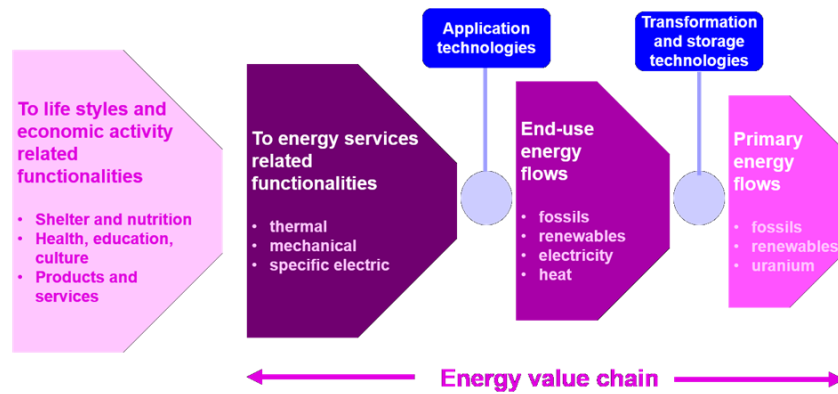 Application
technologies
Transformation
and storage
technologies
To life styles and
economic activity
related
functionalities
• Shelter and nutrition
• Health, education,
culture
• Products and
services
To energy services
related
functionalities
• thermal
• mechanical
• specific electric
End-use
energy
flows
• fossils
• renewables
• electricity
• heat
Primary
energy
flows
• fossils
• renewables
• uranium
Energy value chain